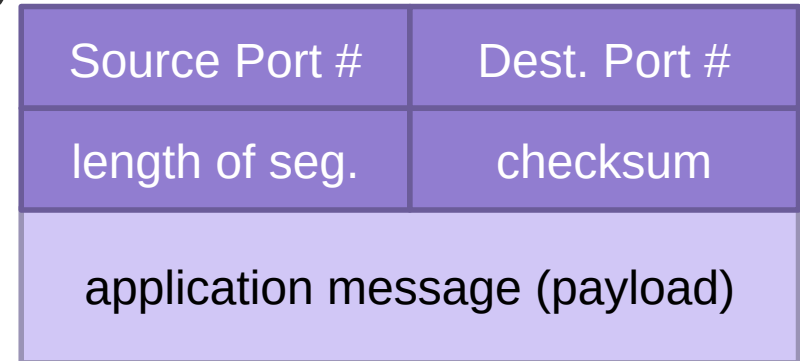 Source Port # Dest. Port #
length of seg. checksum
application message (payload)